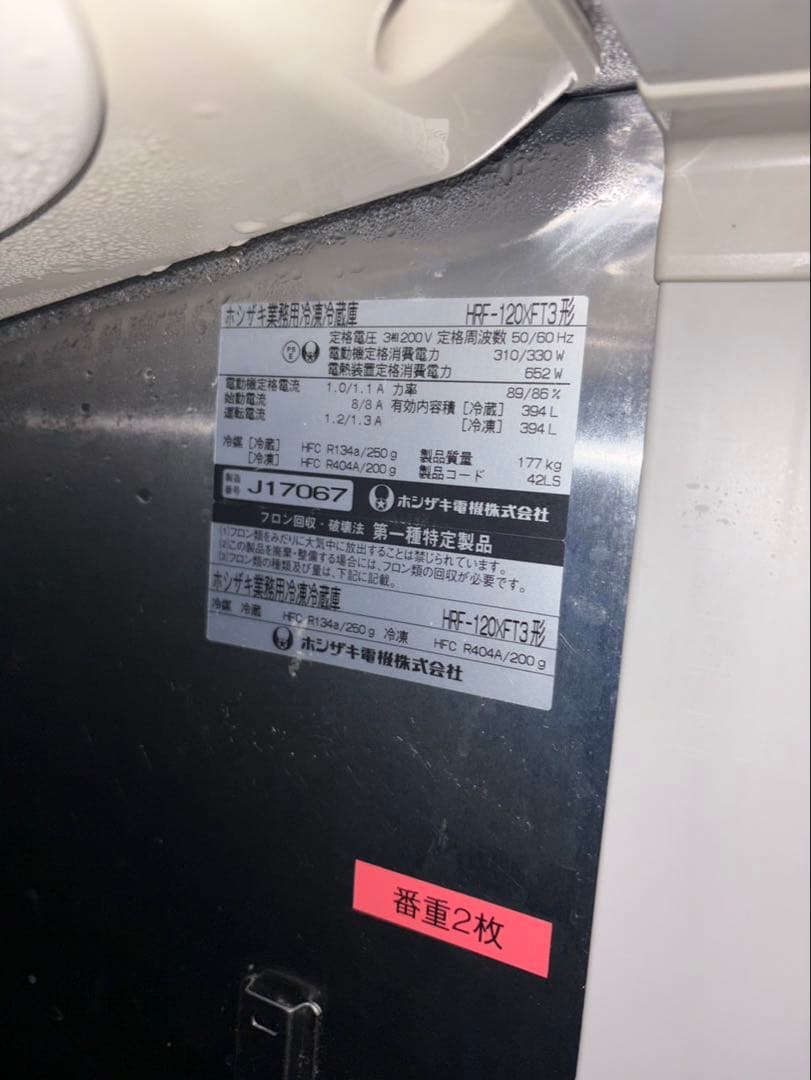 ホシザキ業務用冷凍冷蔵庫 HRF-120XFT3形
定格電圧 3相200V 定格周波数 50/60 Hz
PS E 電動機定格消費電力 310/330 W
電熱装置定格消費電力 652 W
電動機定格電流 1.0/1.1 A 力率 89/86 %
始動電流 8/8 A 有効内容積 [冷蔵] 394 L
運転電流 1.2/1.3 A [冷凍] 394 L
冷媒 [冷蔵] HFC R134a/250 g 製品質量 177 kg
[冷凍] HFC R404A/200 g 製品コード 42LS
製造番号 J17067 ホシザキ電機株式会社
フロン回収・破壊法 第一種特定製品
(1)フロン類をみだりに大気中に放出することは禁じられています。
(2)この製品を廃棄・整備する場合には、フロン類の回収が必要です。
(3)フロン類の種類及び量は、下記に記載。
ホシザキ業務用冷凍冷蔵庫 HRF-120XFT3形
冷媒 冷蔵 HFC R134a/250 g 冷凍 HFC R404A/200 g
ホシザキ電機株式会社
番重2枚